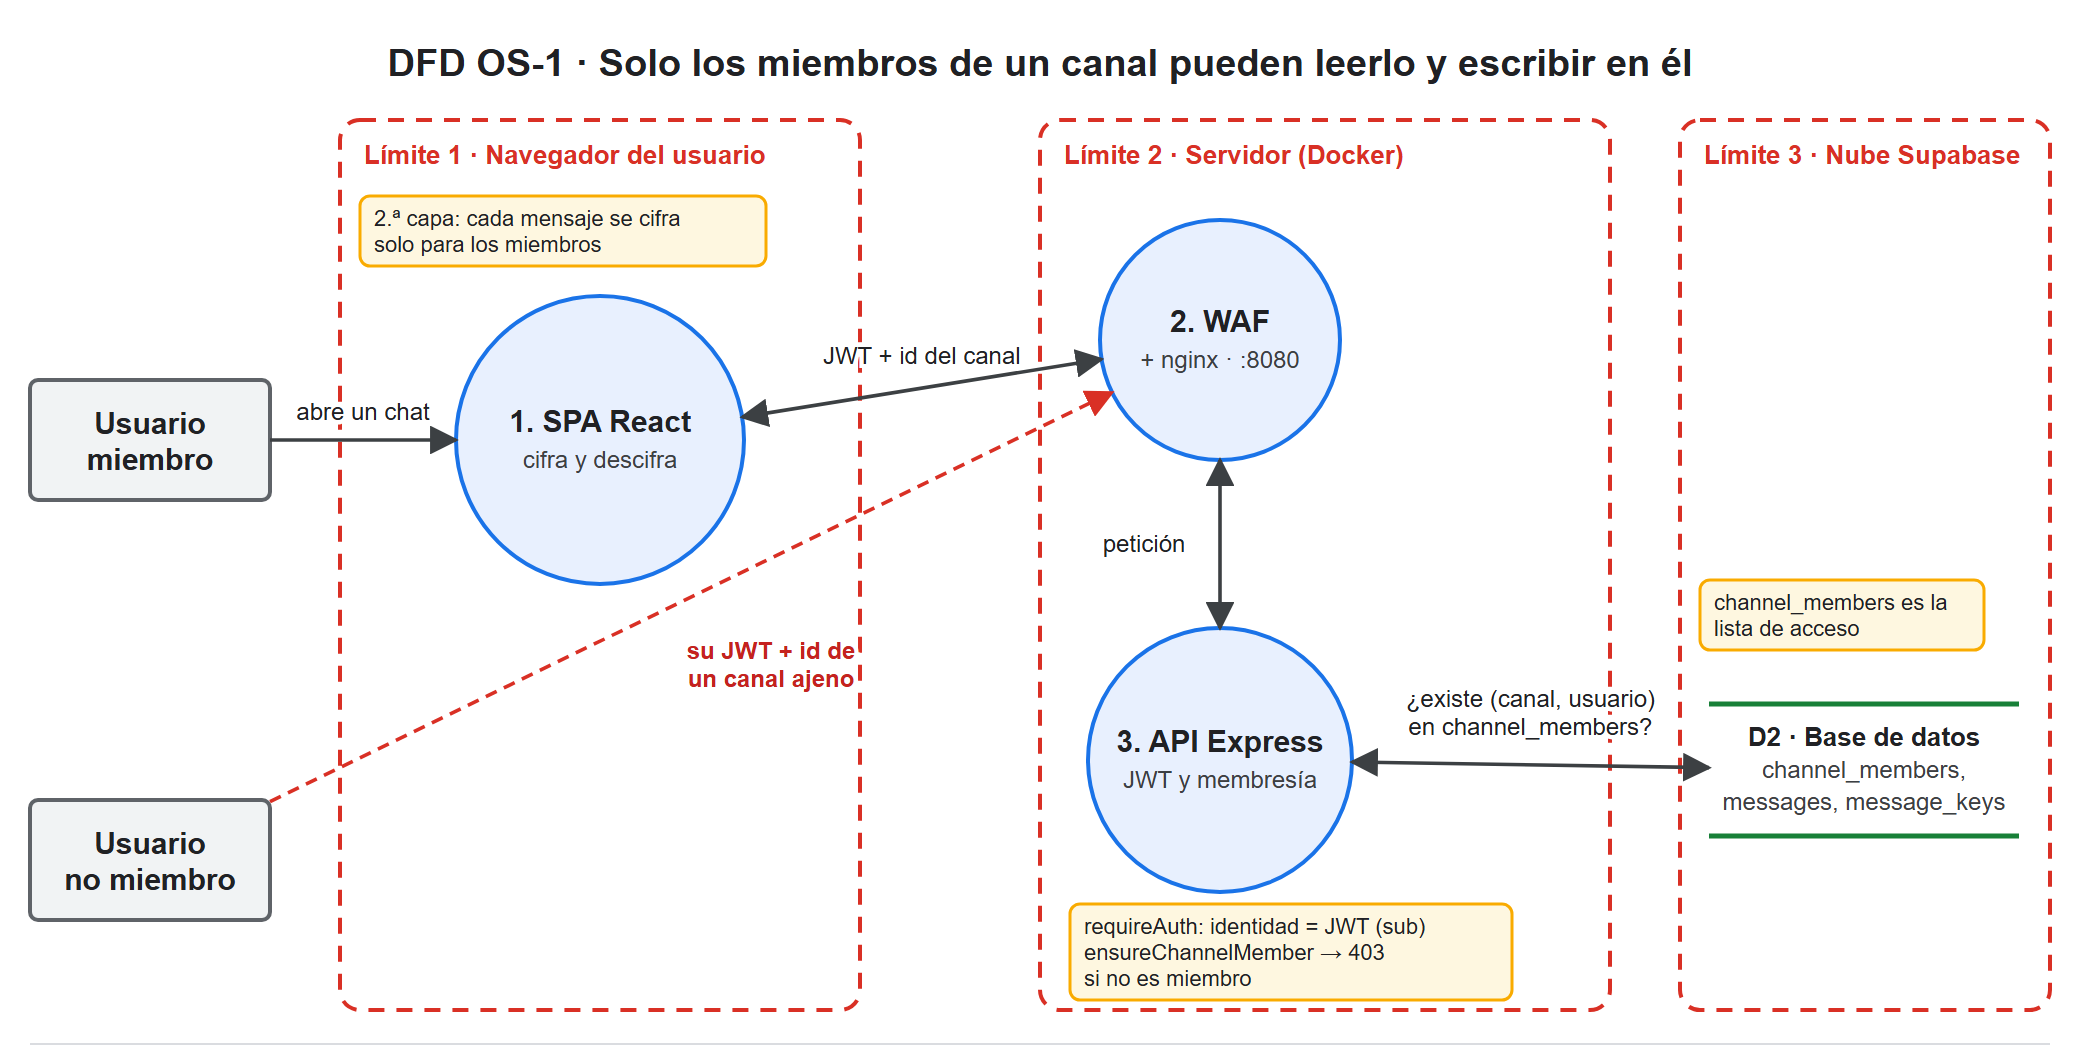 DFD OS-1 · Solo los miembros de un canal pueden leerlo y escribir en él
Límite 1 · Navegador del usuario
Límite 2 · Servidor (Docker)
Límite 3 · Nube Supabase
2.ª capa: cada mensaje se cifra
solo para los miembros
Usuario
miembro
abre un chat
1. SPA React
cifra y descifra
JWT + id del canal
2. WAF
+ nginx · :8080
petición
Usuario
no miembro
su JWT + id de
un canal ajeno
3. API Express
JWT y membresía
requireAuth: identidad = JWT (sub)
ensureChannelMember → 403
si no es miembro
¿existe (canal, usuario)
en channel_members?
channel_members es la
lista de acceso
D2 · Base de datos
channel_members,
messages, message_keys